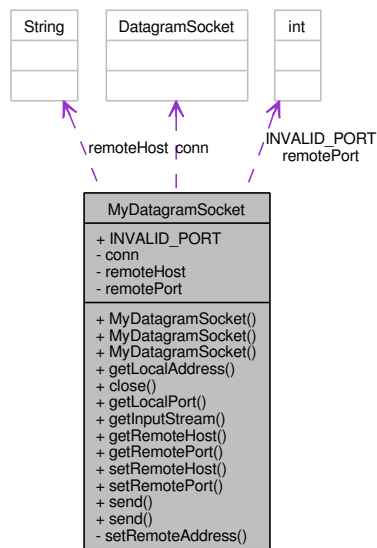 String DatagramSocket int
remoteHost conn INVALID_PORT
remotePort
MyDatagramSocket
+ INVALID_PORT
- conn
- remoteHost
- remotePort
+ MyDatagramSocket()
+ MyDatagramSocket()
+ MyDatagramSocket()
+ getLocalAddress()
+ close()
+ getLocalPort()
+ getInputStream()
+ getRemoteHost()
+ getRemotePort()
+ setRemoteHost()
+ setRemotePort()
+ send()
+ send()
- setRemoteAddress()